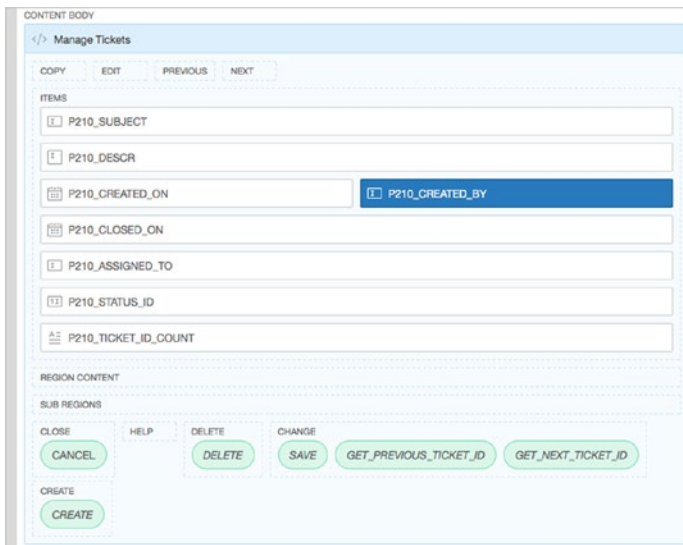 CONTENT BODY
</> Manage Tickets
COPY EDIT PREVIOUS NEXT
ITEMS
P210_SUBJECT
P210_DESCR
P210_CREATED_ON P210_CREATED_BY
P210_CLOSED_ON
P210_ASSIGNED_TO
P210_STATUS_ID
P210_TICKET_ID_COUNT
REGION CONTENT
SUB REGIONS
CLOSE HELP DELETE CHANGE
CANCEL DELETE SAVE GET_PREVIOUS_TICKET_ID GET_NEXT_TICKET_ID
CREATE
CREATE